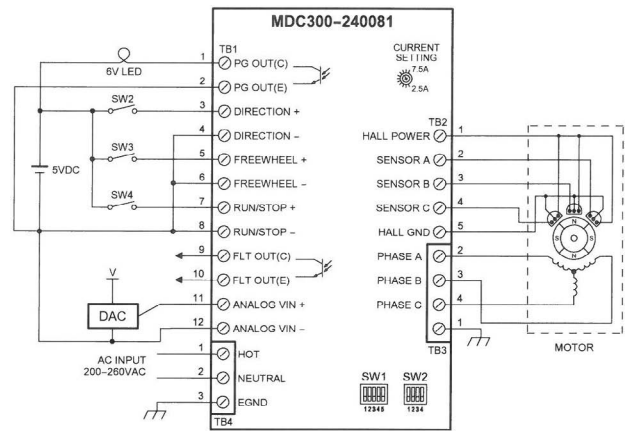 MDC300-240081
TB1
6V LED
1 PG OUT(C)
2 PG OUT(E)
SW2
3 DIRECTION +
4 DIRECTION –
SW3
5 FREEWHEEL +
5VDC
6 FREEWHEEL –
SW4
7 RUN/STOP +
8 RUN/STOP –
9 FLT OUT(C)
10 FLT OUT(E)
V
11 ANALOG VIN +
DAC
12 ANALOG VIN –
AC INPUT
200–260VAC
1 HOT
2 NEUTRAL
3 EGND
TB4
CURRENT
SETTING
7.5A
2.5A
TB2
HALL POWER 1
SENSOR A 2
SENSOR B 3
SENSOR C 4
HALL GND 5
PHASE A 2
PHASE B 3
PHASE C 4
1
TB3
SW1 SW2
12345 1234
N
S S
N
MOTOR